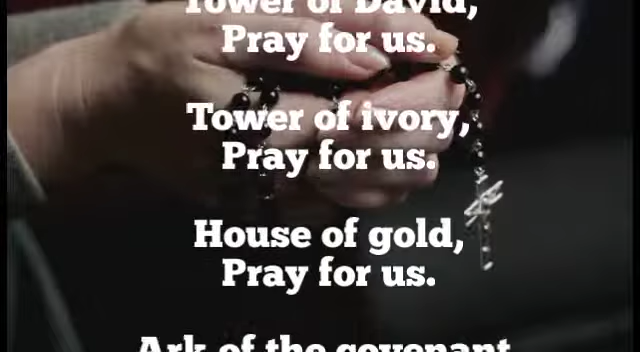 Tower of David,
Pray for us.
Tower of ivory,
Pray for us.
House of gold,
Pray for us.
Ark of the covenant